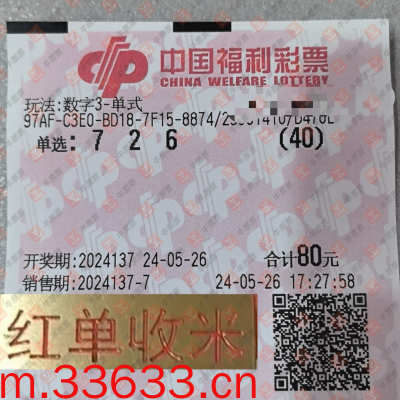 中国福利彩票
CHINA WELFARE LOTTERY
玩法:数字3-单式
97AF-C3E0-BD18-7F15-8874/
单选: 7 2 6 (40)
开奖期:2024137 24-05-26 合计80元
销售期:2024137-7 24-05-26 17:27:58
红单收米
m.33633.cn